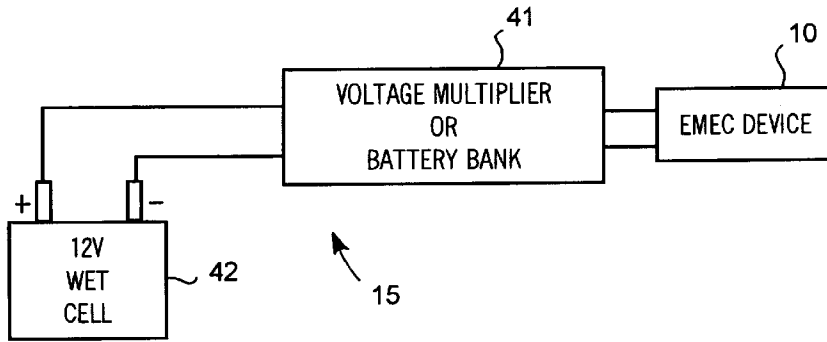 41
10
VOLTAGE MULTIPLIER
OR
BATTERY BANK
EMEC DEVICE
+
−
12V
WET
CELL
42
15